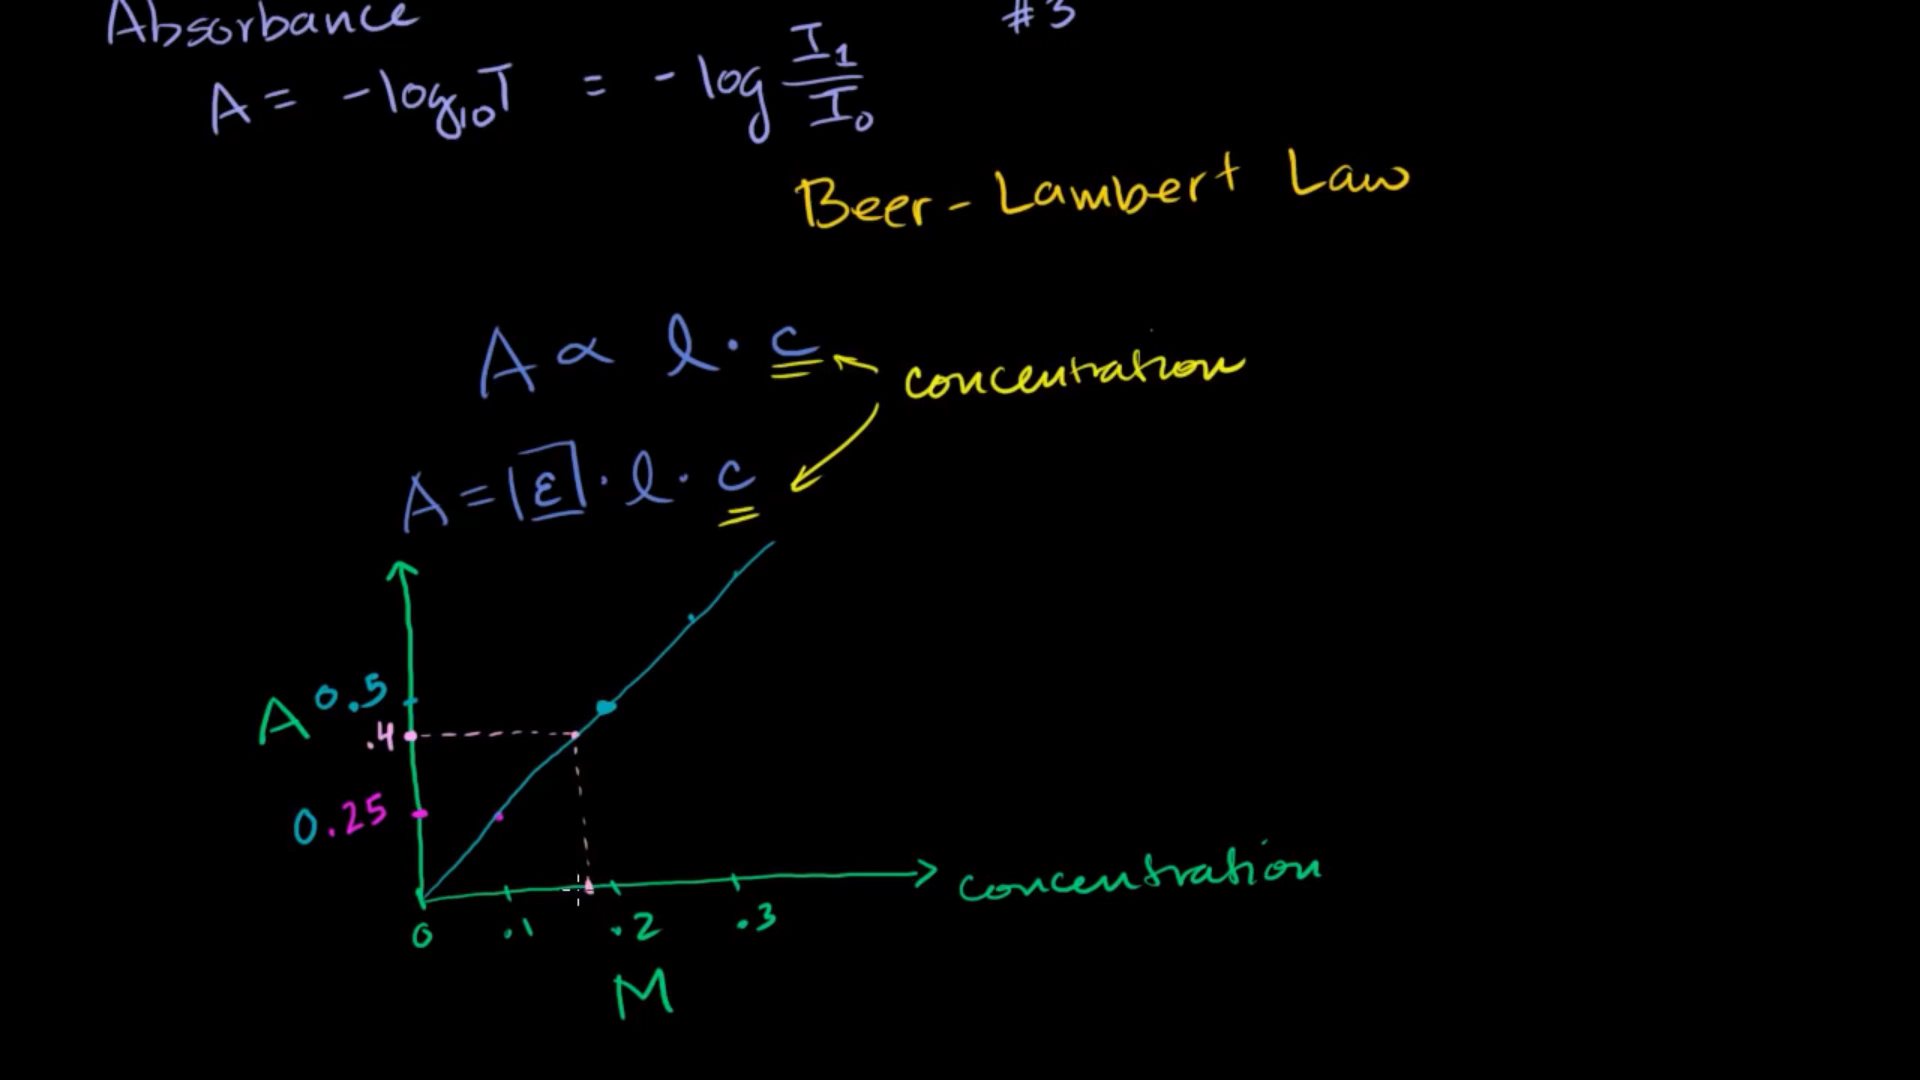 Absorbance
#3
A = -log₁₀T = -log I₁/I₀
Beer-Lambert Law
A ∝ l · c
concentration
A = ε · l · c
A
0.5
.4
0.25
concentration
0 .1 .2 .3
M